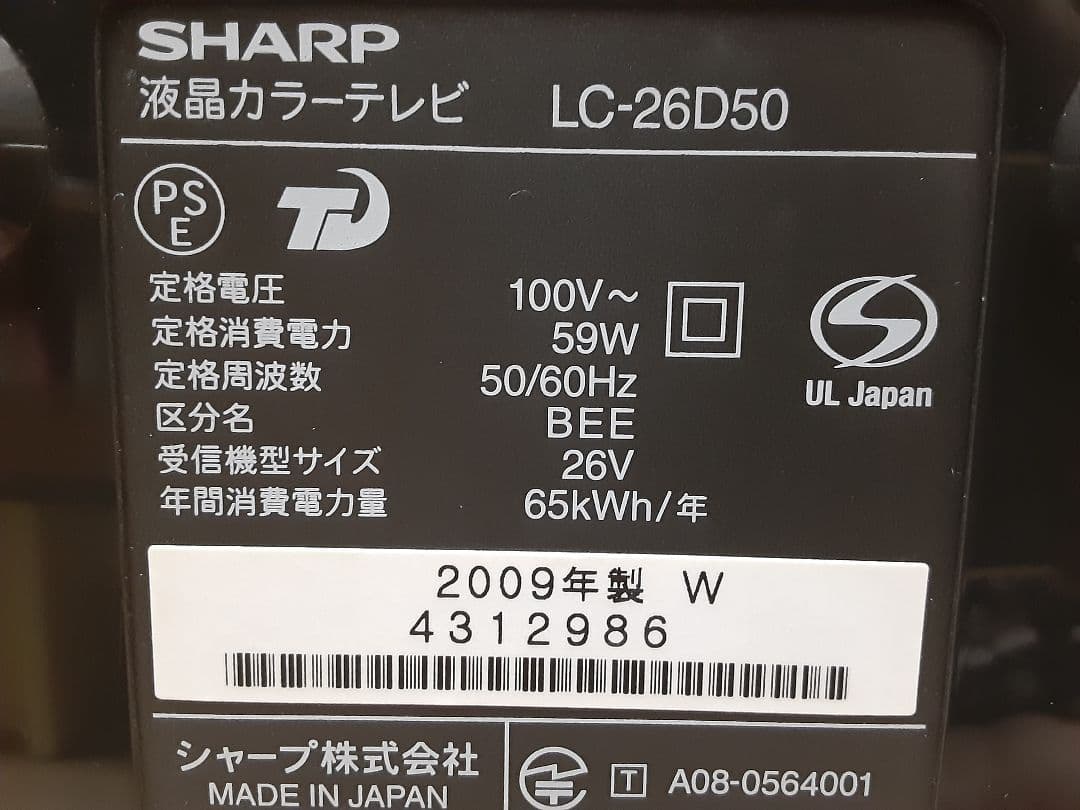 SHARP
液晶カラーテレビ LC-26D50
PS
E
定格電圧 100V～
定格消費電力 59W
定格周波数 50/60Hz
区分名 BEE
受信機型サイズ 26V
年間消費電力量 65kWh/年
UL Japan
2009年製 W
4312986
シャープ株式会社
MADE IN JAPAN
T A08-0564001